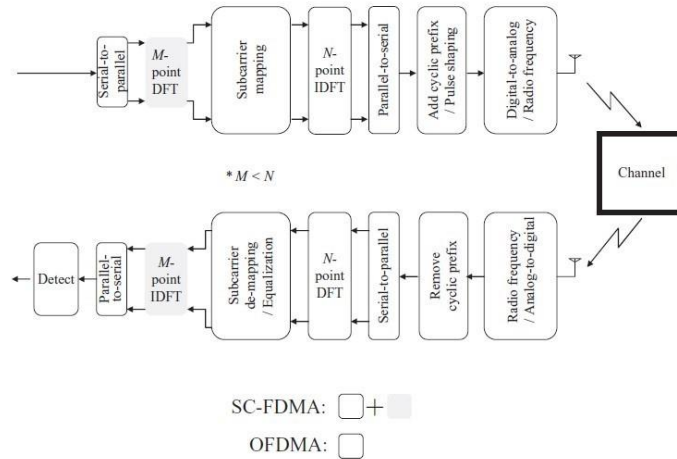 Serial-to-
parallel
M-
point
DFT
Subcarrier
mapping
N-
point
IDFT
Parallel-to-serial
Add cyclic prefix
/ Pulse shaping
Digital-to-analog
/ Radio frequency
Channel
* M < N
Detect
Parallel-
to-serial
M-
point
IDFT
Subcarrier
de-mapping
/ Equalization
N-
point
DFT
Serial-to-parallel
Remove
cyclic prefix
Radio frequency
/ Analog-to-digital
SC-FDMA: +
OFDMA: